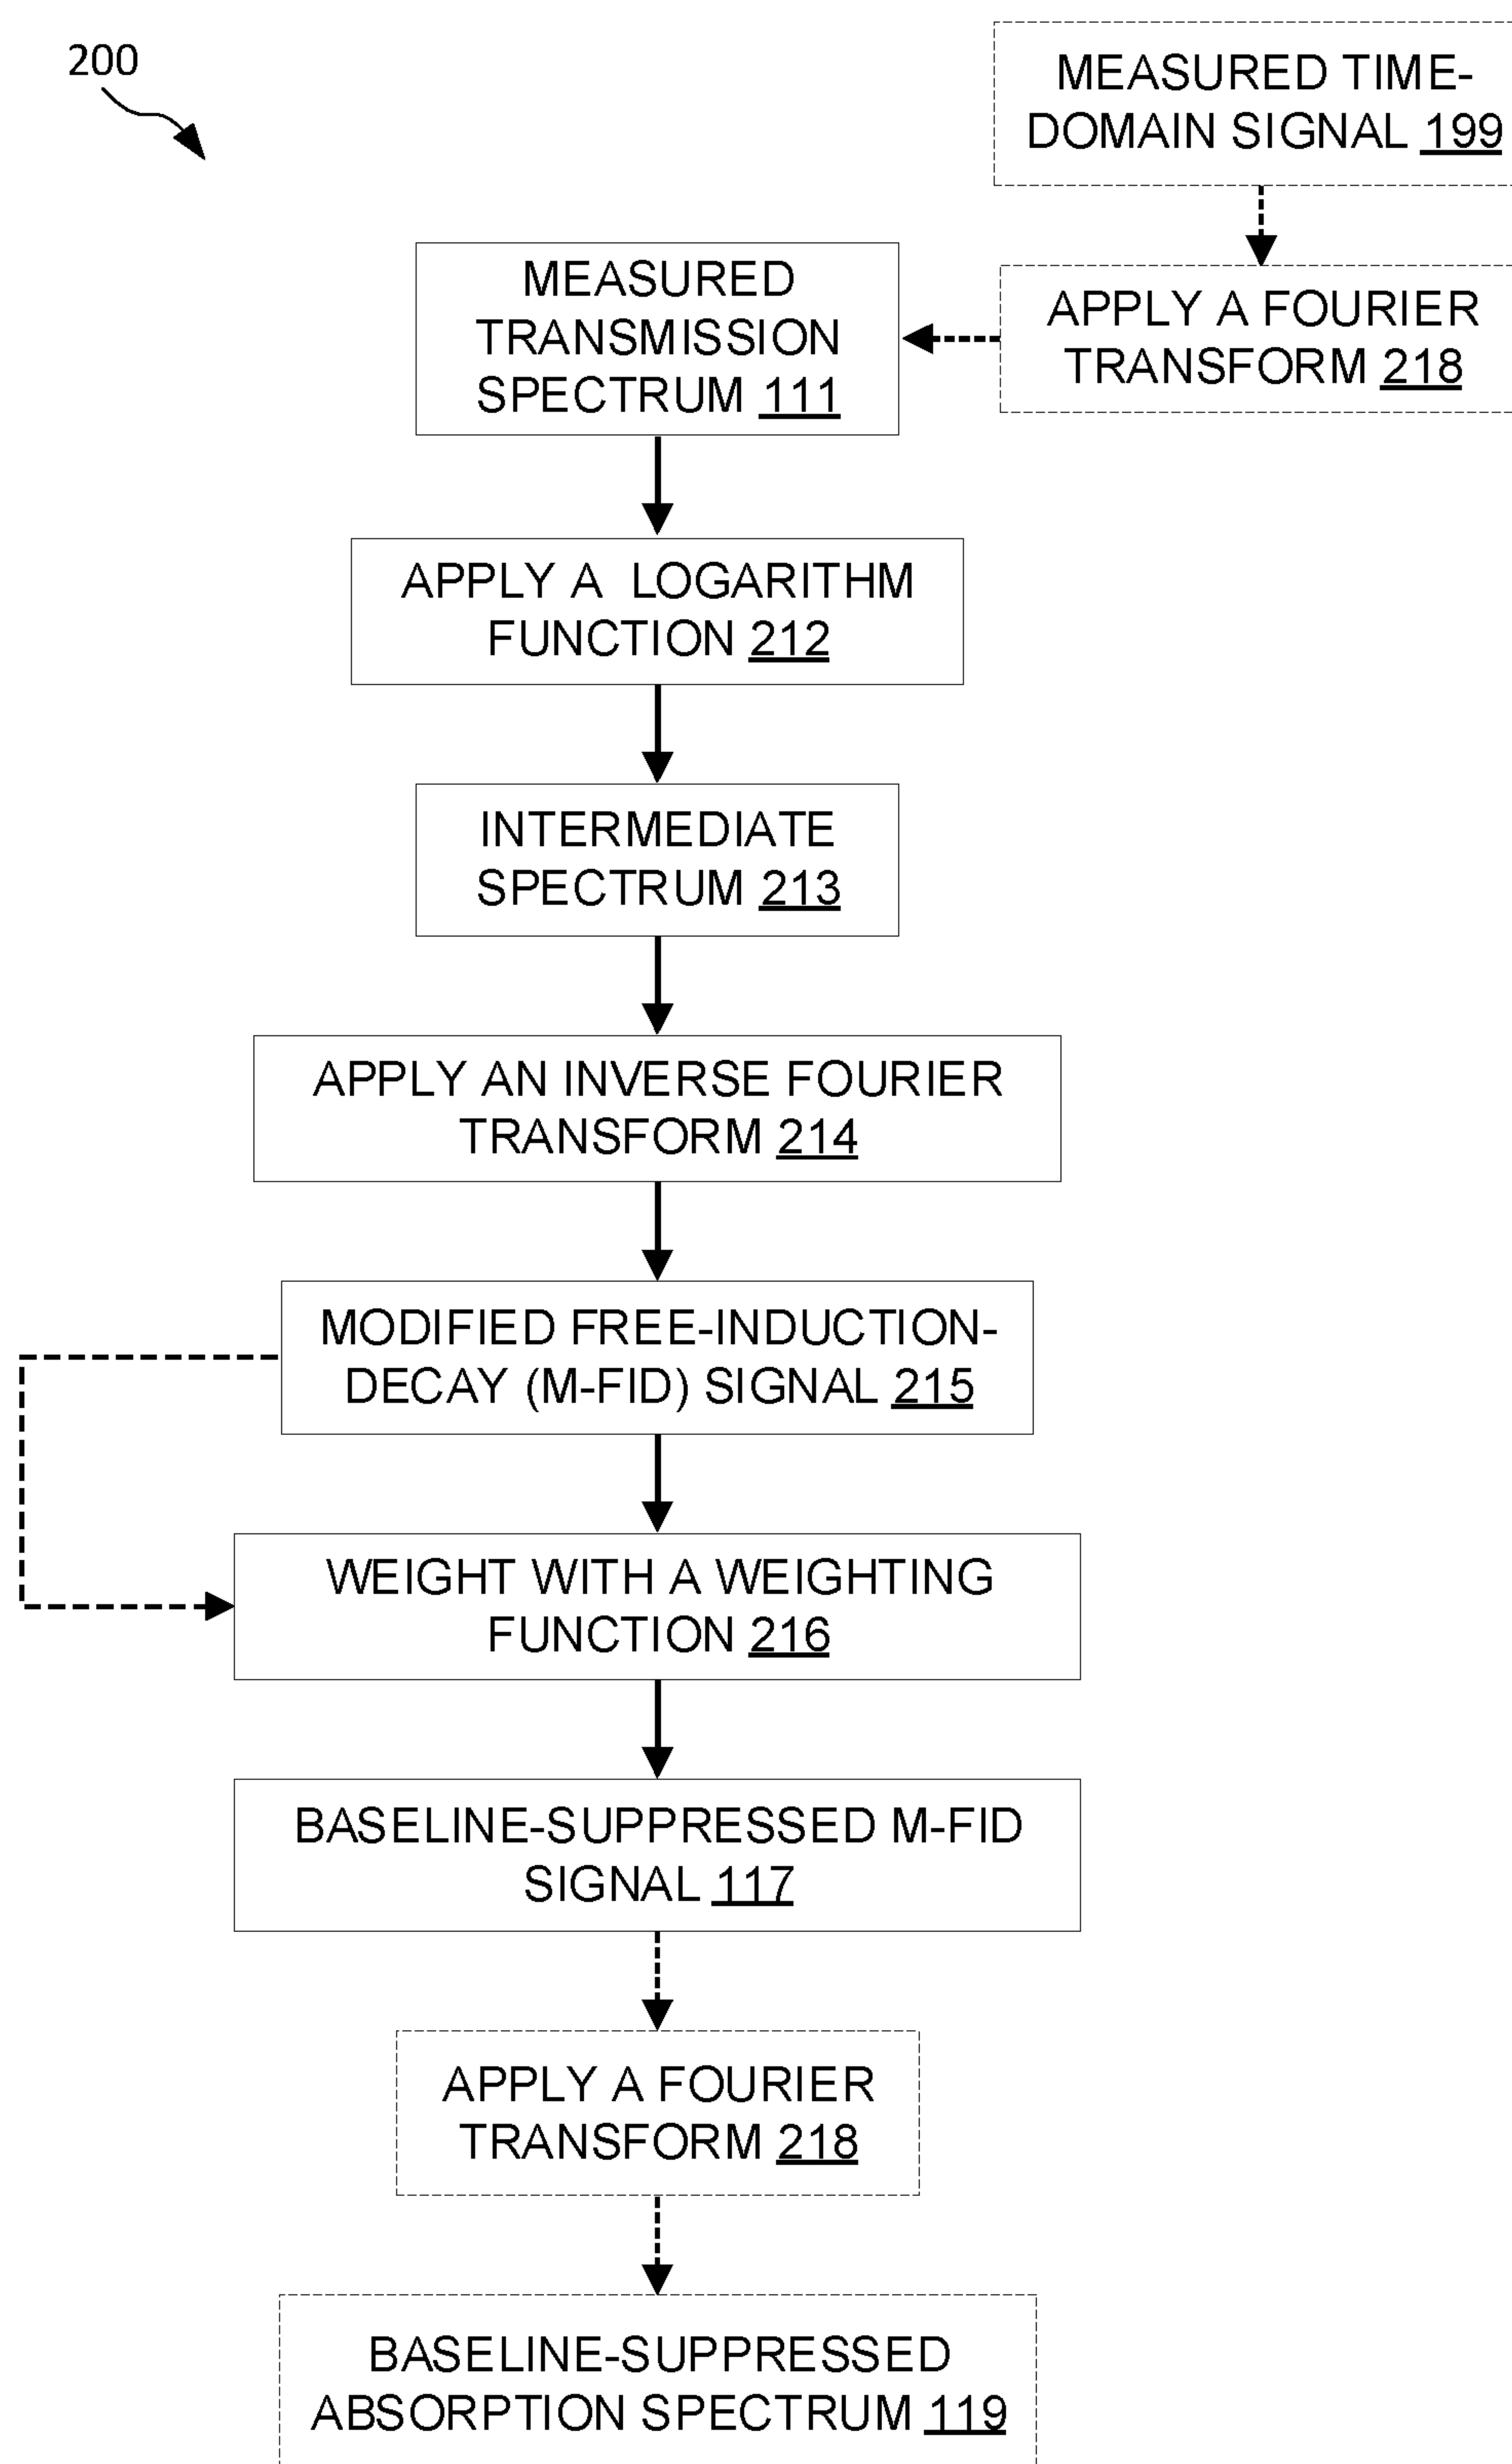 200
MEASURED TIME-
DOMAIN SIGNAL 199
APPLY A FOURIER
TRANSFORM 218
MEASURED
TRANSMISSION
SPECTRUM 111
APPLY A LOGARITHM
FUNCTION 212
INTERMEDIATE
SPECTRUM 213
APPLY AN INVERSE FOURIER
TRANSFORM 214
MODIFIED FREE-INDUCTION-
DECAY (M-FID) SIGNAL 215
WEIGHT WITH A WEIGHTING
FUNCTION 216
BASELINE-SUPPRESSED M-FID
SIGNAL 117
APPLY A FOURIER
TRANSFORM 218
BASELINE-SUPPRESSED
ABSORPTION SPECTRUM 119